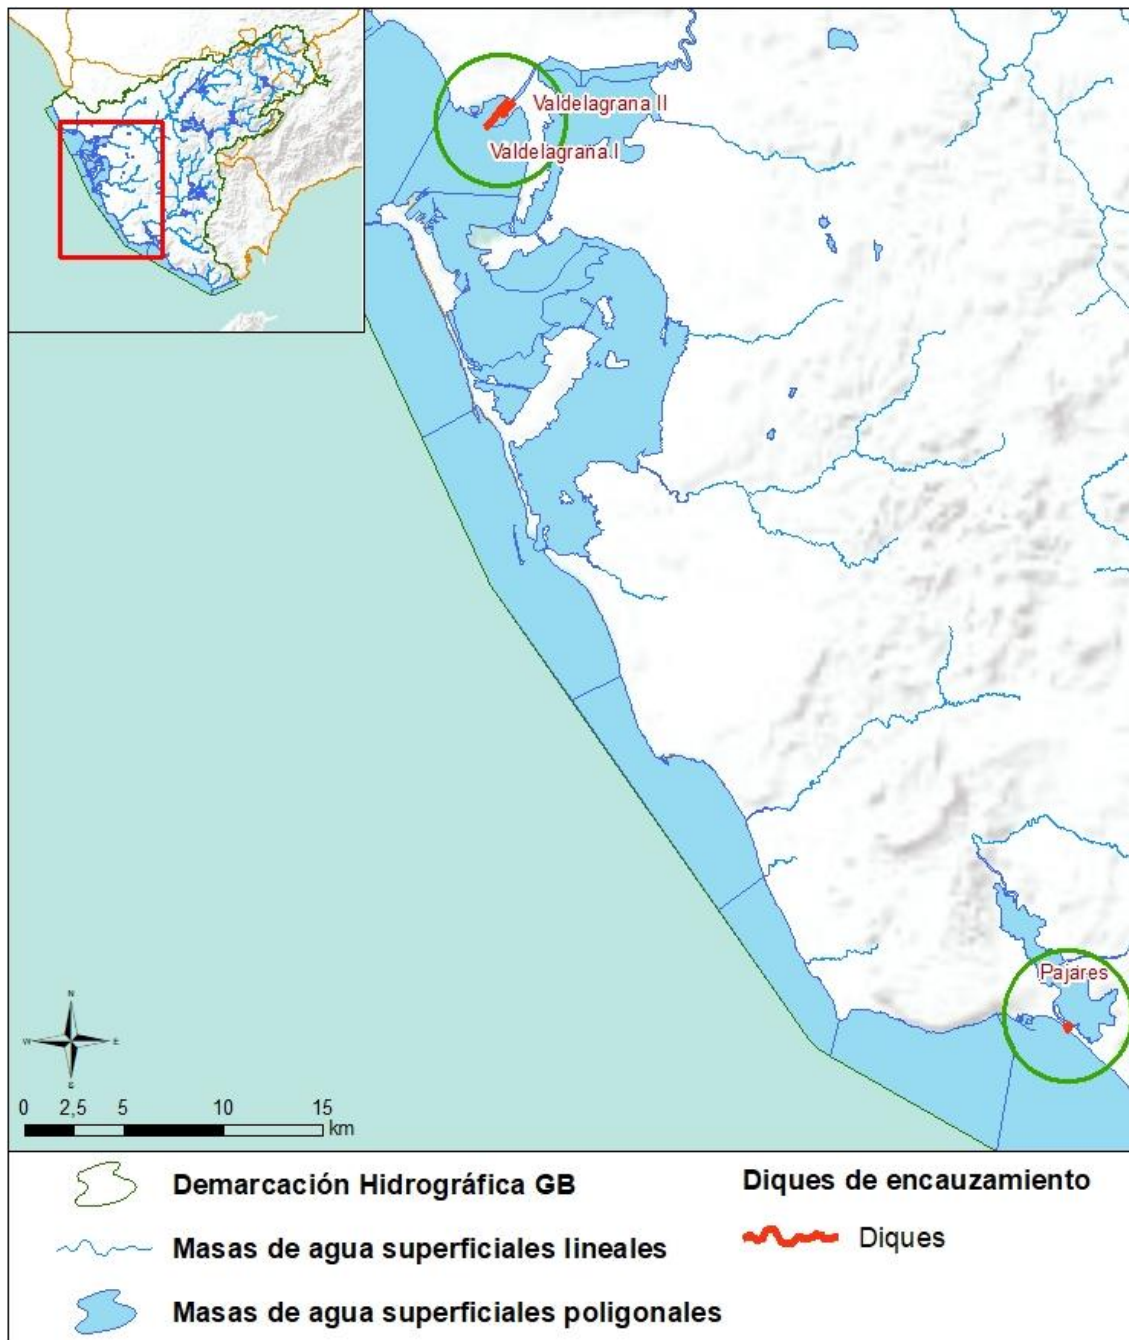 Valdelagrana II
Valdelagrana I
Pajares
N
W E
S
0 2,5 5 10 15
km
Demarcación Hidrográfica GB
Diques de encauzamiento
Masas de agua superficiales lineales
Diques
Masas de agua superficiales poligonales